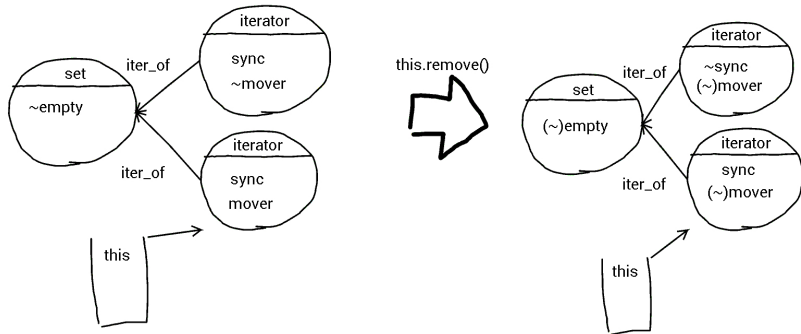 iterator
sync
~mover
iter_of
set
~empty
iterator
sync
mover
iter_of
this
this.remove()
iterator
~sync
(~)mover
iter_of
set
(~)empty
iterator
sync
(~)mover
iter_of
this